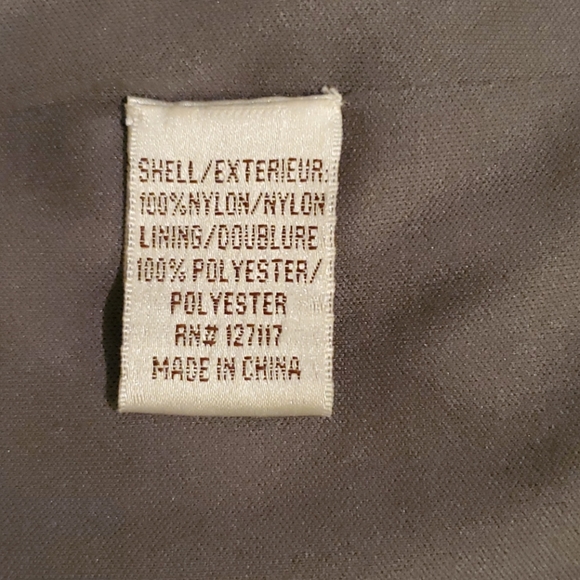 SHELL/EXTERIEUR:
100%NYLON/NYLON
LINING/DOUBLURE
100% POLYESTER/
POLYESTER
RN# 127117
MADE IN CHINA